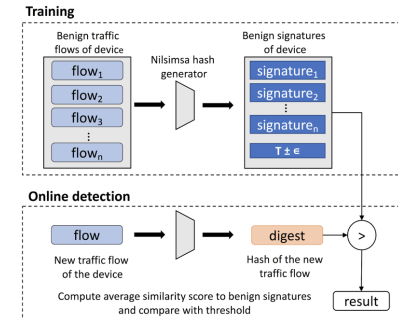 Training
Benign traffic
flows of device
Nilsimsa hash
generator
Benign signatures
of device
flow₁
flow₂
flow₃
⋮
flowₙ
signature₁
signature₂
⋮
signatureₙ
T ± ∈
Online detection
flow
digest
>
New traffic flow
of the device
Hash of the new
traffic flow
Compute average similarity score to benign signatures
and compare with threshold
result